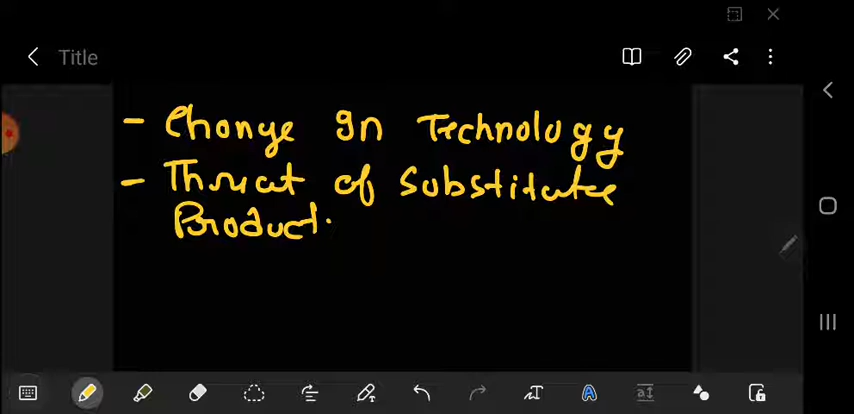 Title
- Change In Technology
- Threat of Substitute
Product.